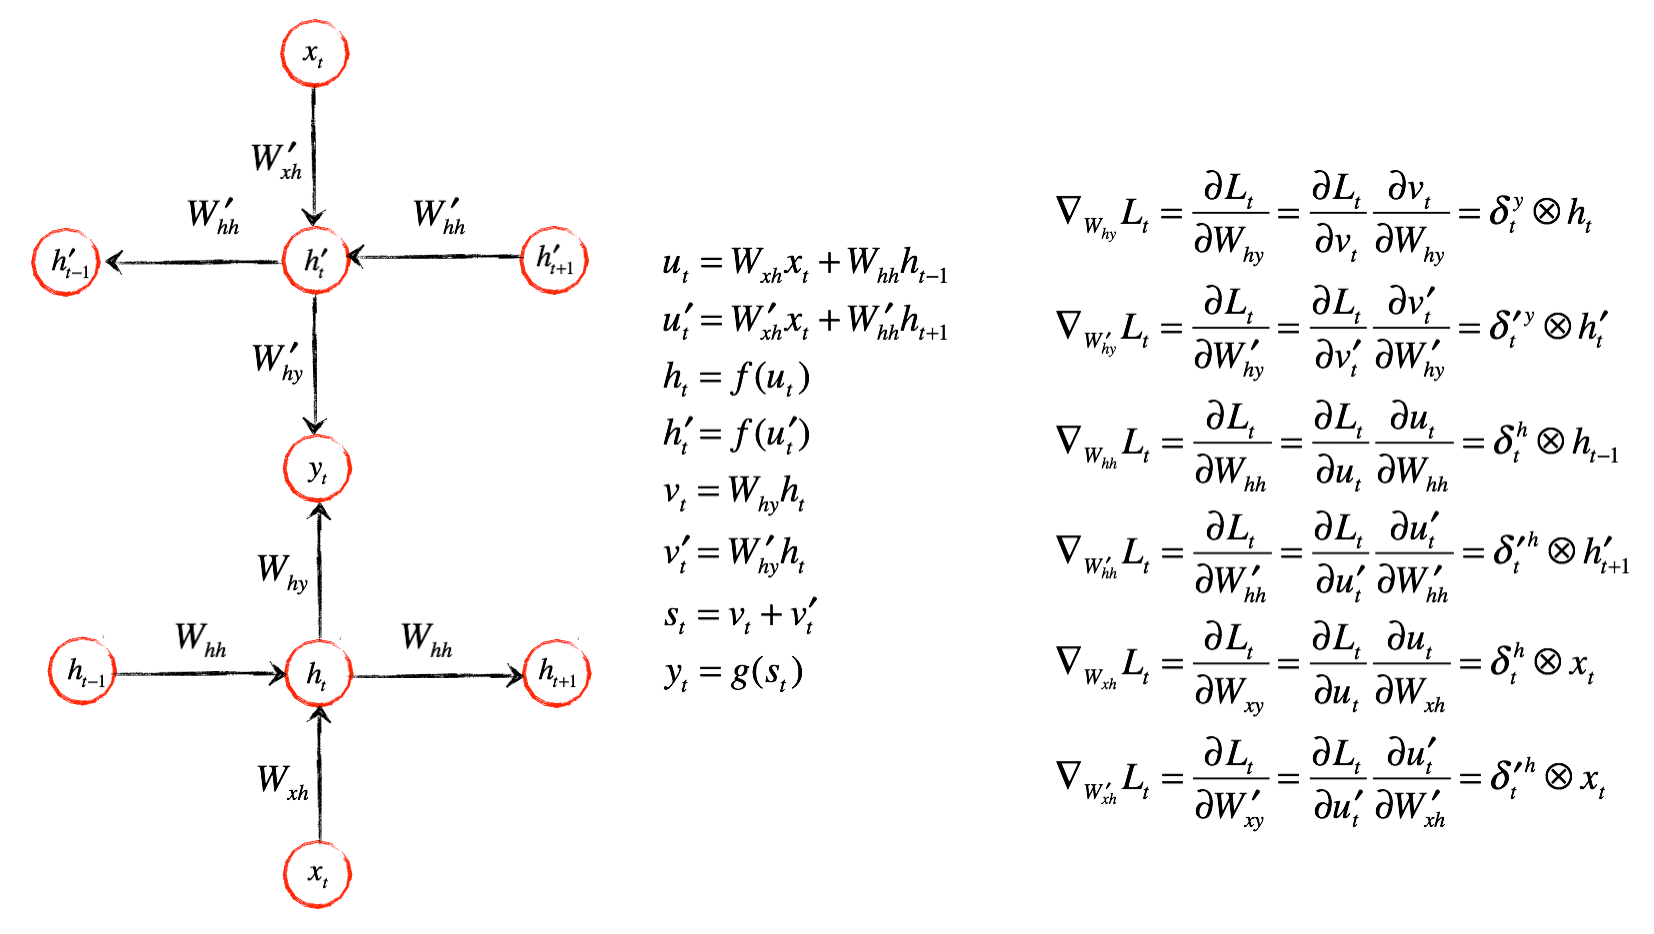 x_t
W′_xh
W′_hh W′_hh
h′_{t−1} h′_t h′_{t+1}
W′_hy
y_t
W_hy
W_hh W_hh
h_{t−1} h_t h_{t+1}
W_xh
x_t
u_t = W_xh x_t + W_hh h_{t−1}
u′_t = W′_xh x_t + W′_hh h_{t+1}
h_t = f(u_t)
h′_t = f(u′_t)
v_t = W_hy h_t
v′_t = W′_hy h_t
s_t = v_t + v′_t
y_t = g(s_t)
∇_{W_hy} L_t = ∂L_t/∂W_hy = ∂L_t/∂v_t ∂v_t/∂W_hy = δ_t^y ⊗ h_t
∇_{W′_hy} L_t = ∂L_t/∂W′_hy = ∂L_t/∂v′_t ∂v′_t/∂W′_hy = δ′_t^y ⊗ h′_t
∇_{W_hh} L_t = ∂L_t/∂W_hh = ∂L_t/∂u_t ∂u_t/∂W_hh = δ_t^h ⊗ h_{t−1}
∇_{W′_hh} L_t = ∂L_t/∂W′_hh = ∂L_t/∂u′_t ∂u′_t/∂W′_hh = δ′_t^h ⊗ h′_{t+1}
∇_{W_xh} L_t = ∂L_t/∂W_xy = ∂L_t/∂u_t ∂u_t/∂W_xh = δ_t^h ⊗ x_t
∇_{W′_xh} L_t = ∂L_t/∂W′_xy = ∂L_t/∂u′_t ∂u′_t/∂W′_xh = δ′_t^h ⊗ x_t